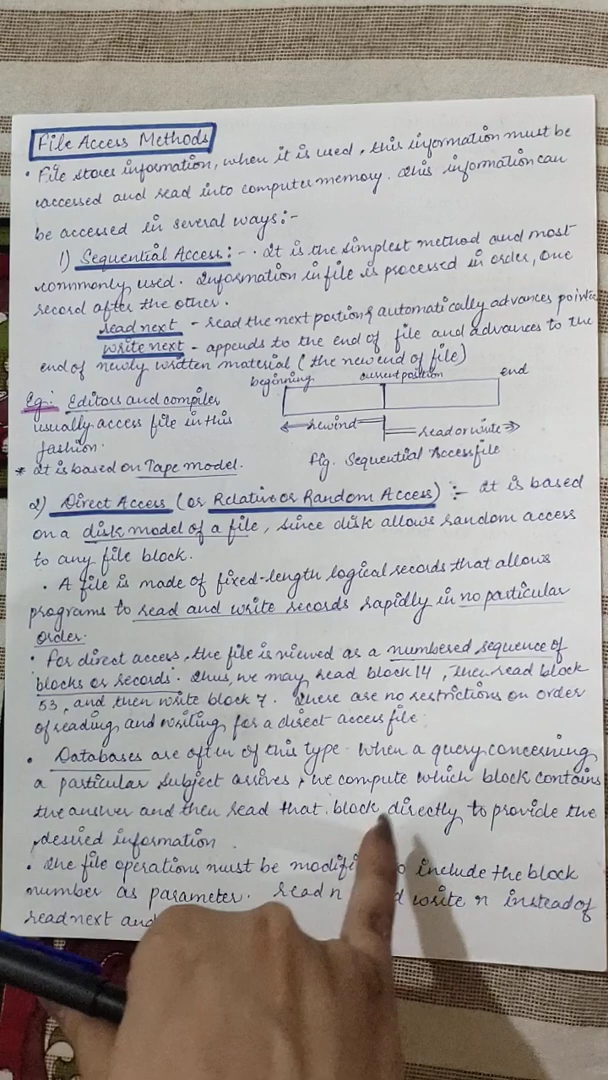 File Access Methods
• File stores information, when it is used, this information must be
accessed and read into computer memory. This information can
be accessed in several ways:-
1) Sequential Access:- · It is the simplest method and most
commonly used. Information in file is processed in order, one
record after the other.
read next - read the next portion & automatically advances pointer
write next - appends to the end of file and advances to the
end of newly written material (the new end of file)
beginning current position end
Eg:- Editors and compiler
usually access file in this
fashion.
rewind read or write
* It is based on Tape model.
fig. Sequential Access file
2) Direct Access (or Relative or Random Access) :- It is based
on a disk model of a file, since disk allows random access
to any file block.
• A file is made of fixed-length logical records that allows
programs to read and write records rapidly in no particular
order.
• For direct access, the file is viewed as a numbered sequence of
blocks or records. Thus, we may read block 14, then read block
53, and then write block 7. There are no restrictions on order
of reading and writing for a direct access file.
• Databases are often of this type. When a query concerning
a particular subject arrives, we compute which block contains
the answer and then read that block directly to provide the
desired information.
• The file operations must be modifi to include the block
number as parameter. read n write n instead of
read next and